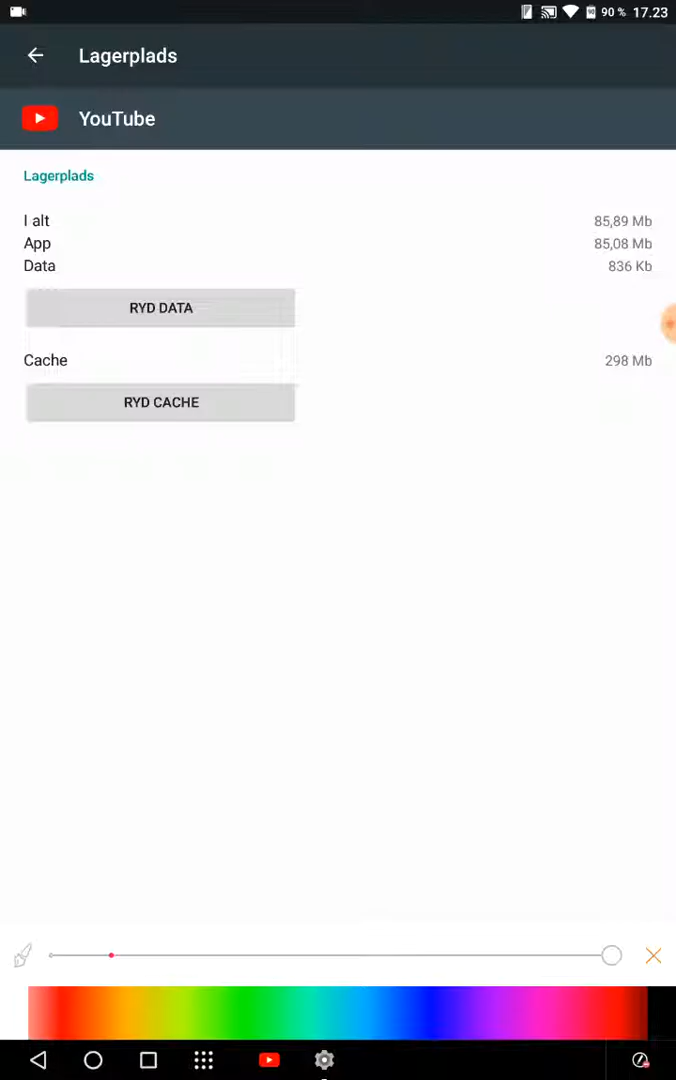 90 % 17.23
Lagerplads
YouTube
Lagerplads
I alt 85,89 Mb
App 85,08 Mb
Data 836 Kb
RYD DATA
Cache 298 Mb
RYD CACHE